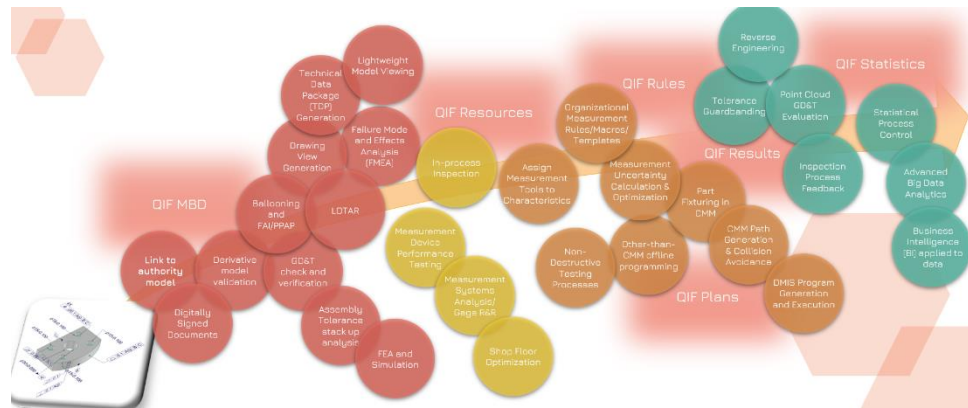 Reverse
Engineering
QIF Statistics
Lightweight
Model Viewing
Technical
Data
Package
(TDP)
Generation
QIF Rules
Tolerance
Guardbanding
Point Cloud
GD&T
Evaluation
QIF Resources
Organizational
Measurement
Rules/Macros/
Templates
Statistical
Process
Control
Drawing
View
Generation
Failure Mode
and Effects
Analysis
(FMEA)
In-process
Inspection
Assign
Measurement
Tools to
Characteristics
Measurement
Uncertainty
Calculation &
Optimization
QIF Results
Inspection
Process
Feedback
Advanced
Big Data
Analytics
QIF MBD
Ballooning
and
FAI/PPAP
LOTAR
Part
Fixturing in
CMM
Measurement
Device
Performance
Testing
Non-
Destructive
Testing
Processes
Other-than-
CMM offline
programming
CMM Path
Generation
& Collision
Avoidance
Business
Intelligence
(BI) applied
to data
Link to
authority
model
Derivative
model
validation
GD&T
check and
verification
Measurement
Systems
Analysis/
Gage R&R
QIF Plans
DMIS Program
Generation
and Execution
Digitally
Signed
Documents
Assembly
Tolerance
stack up
analysis
FEA and
Simulation
Shop Floor
Optimization